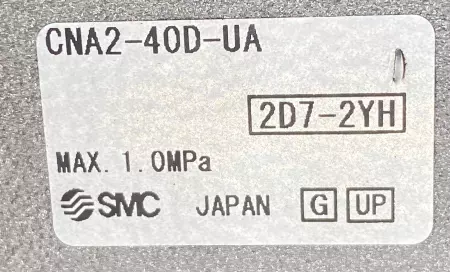 CNA2-40D-UA
2D7-2YH
MAX. 1.0MPa
SMC JAPAN G UP